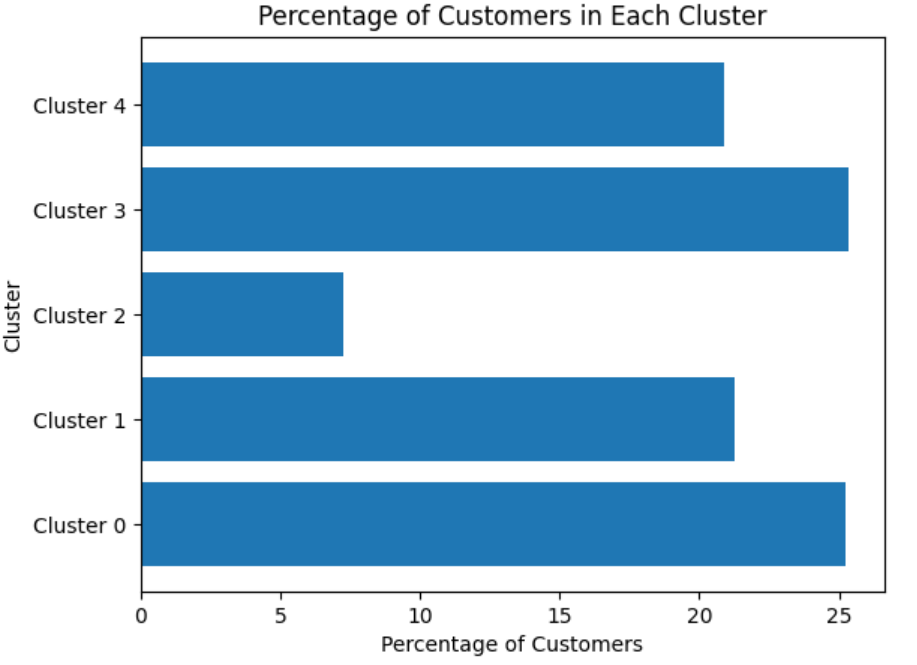 Percentage of Customers in Each Cluster
Cluster 4
Cluster 3
Cluster 2
Cluster 1
Cluster 0
Cluster
0 5 10 15 20 25
Percentage of Customers